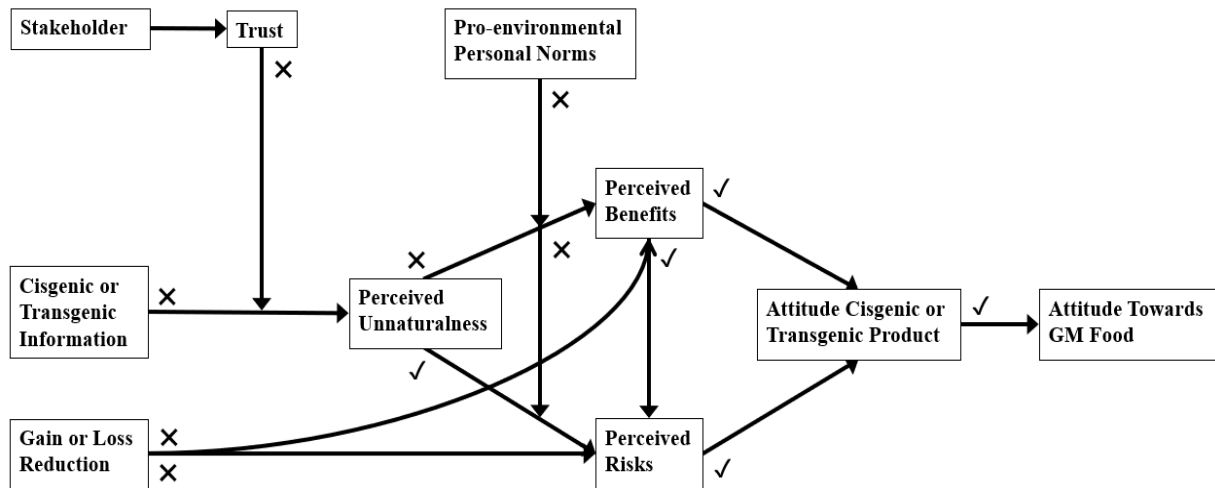 Stakeholder
Trust
Pro-environmental
Personal Norms
Perceived
Benefits
Cisgenic or
Transgenic
Information
Perceived
Unnaturalness
Attitude Cisgenic or
Transgenic Product
Attitude Towards
GM Food
Gain or Loss
Reduction
Perceived
Risks